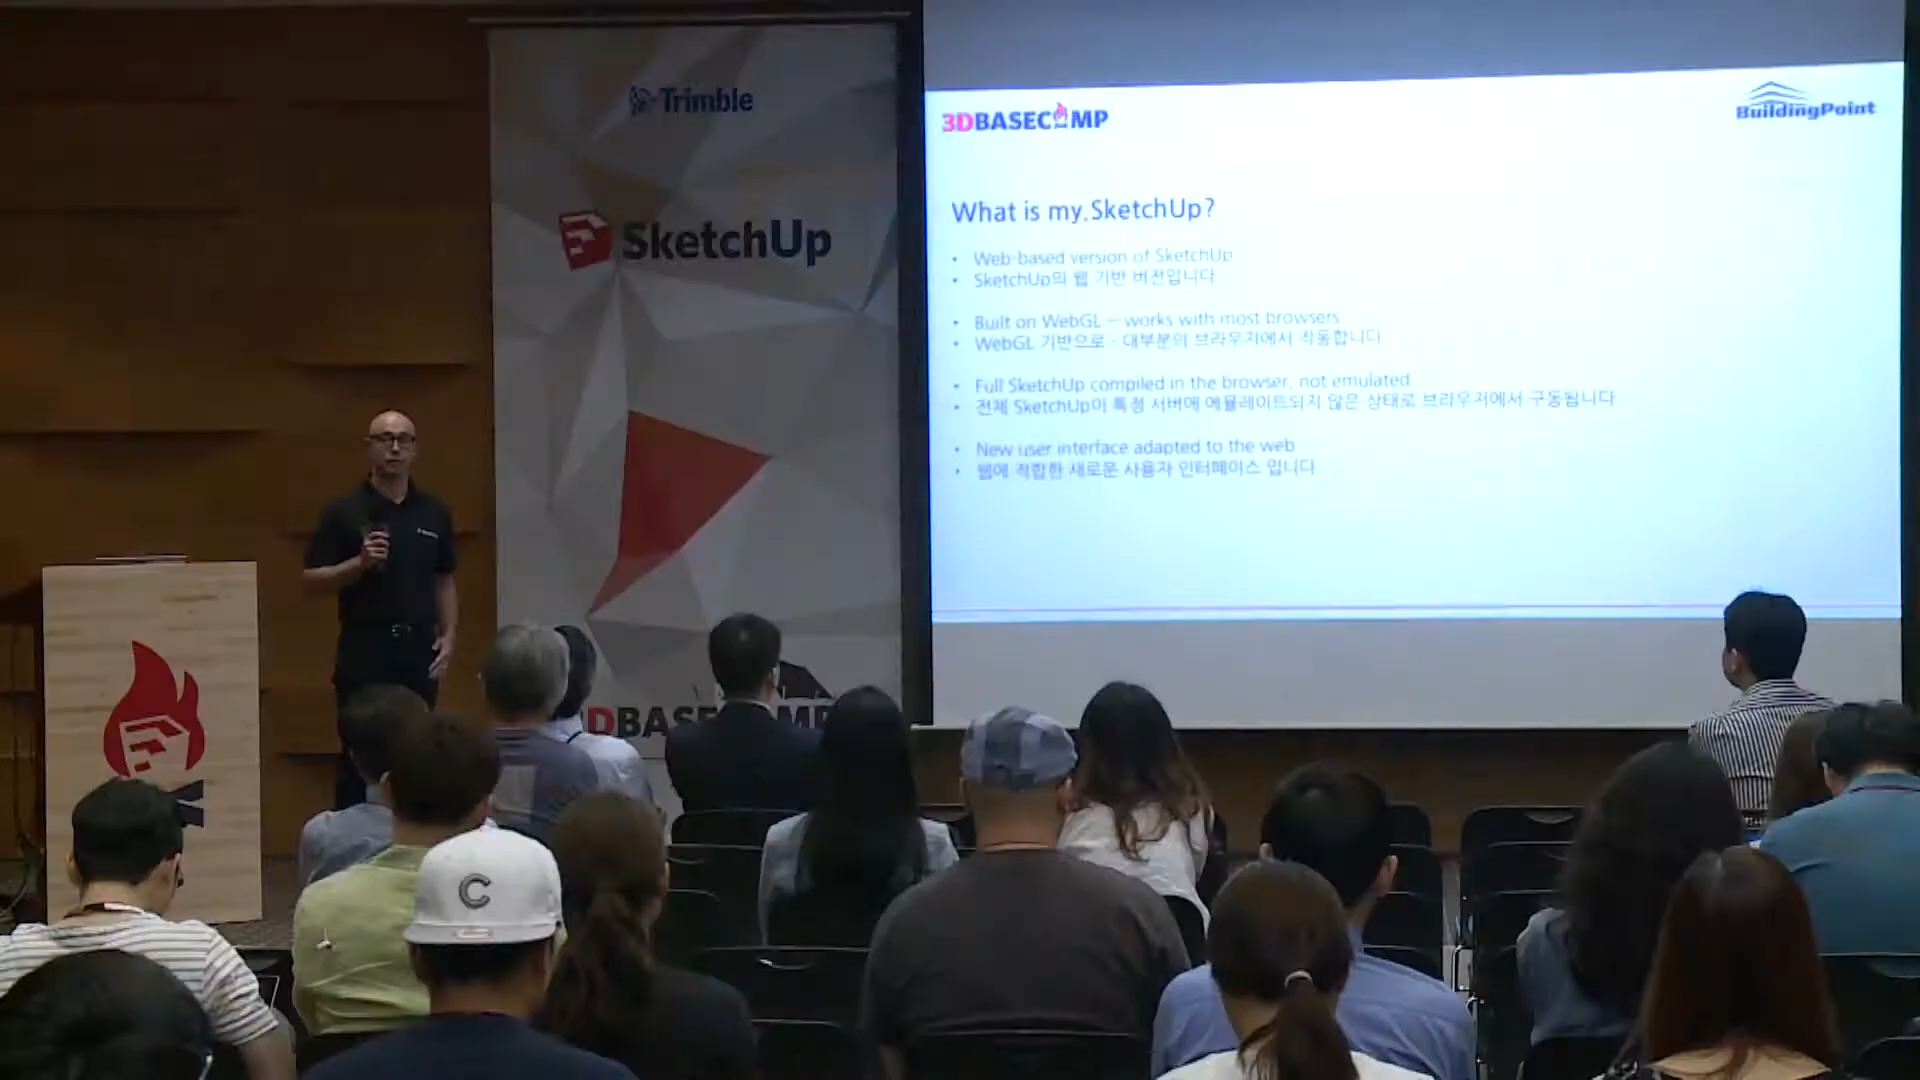 Trimble
SketchUp
3DBASECAMP
BuildingPoint
What is my.SketchUp?
• Web-based version of SketchUp
• SketchUp의 웹 기반 버전입니다
• Built on WebGL – works with most browsers
• WebGL 기반으로 - 대부분의 브라우저에서 작동합니다
• Full SketchUp compiled in the browser, not emulated
• 전체 SketchUp이 특정 서버에 에뮬레이트되지 않은 상태로 브라우저에서 구동됩니다
• New user interface adapted to the web
• 웹에 적합한 새로운 사용자 인터페이스 입니다
DBASE MP
C